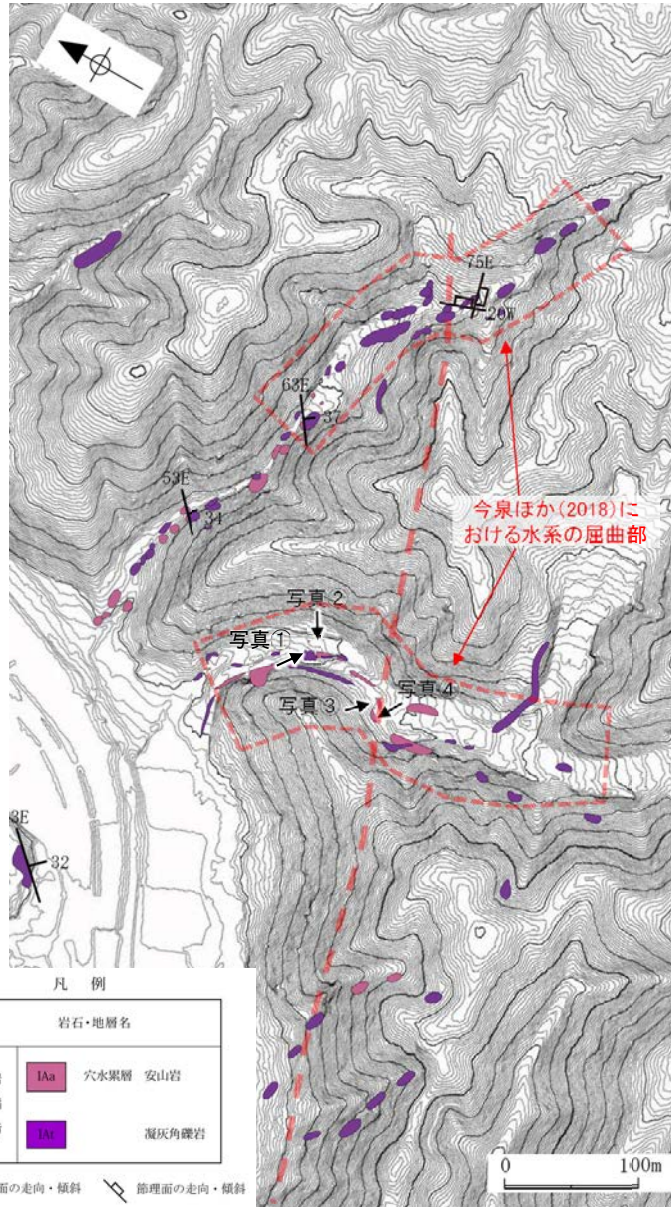 75E
20W
63E
37
53E
34
今泉ほか(2018)に
おける水系の屈曲部
写真２
写真①
写真４
写真３
3E
32
凡 例
岩石・地層名
IAa 穴水累層 安山岩
IAt 凝灰角礫岩
面の走向・傾斜 節理面の走向・傾斜
0 100m